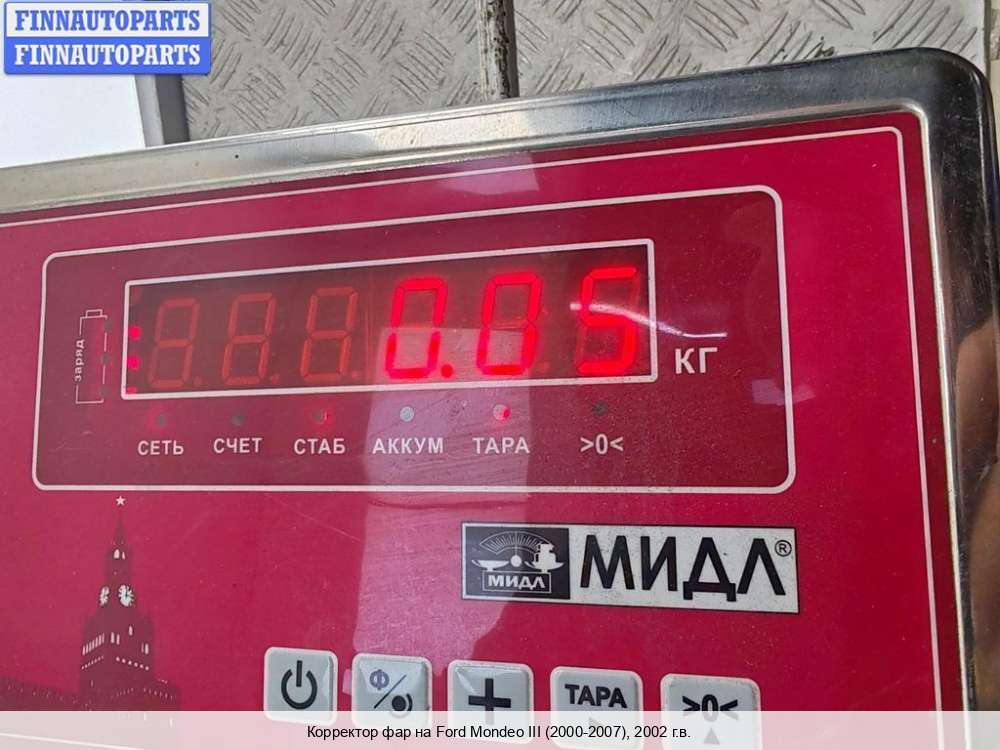 FINNAUTOPARTS
FINNAUTOPARTS
заряд
0.05
КГ
СЕТЬ СЧЕТ СТАБ АККУМ ТАРА >0<
МИДЛ МИДЛ®
Ф
ТАРА
>0<
Корректор фар на Ford Mondeo III (2000-2007), 2002 г.в.